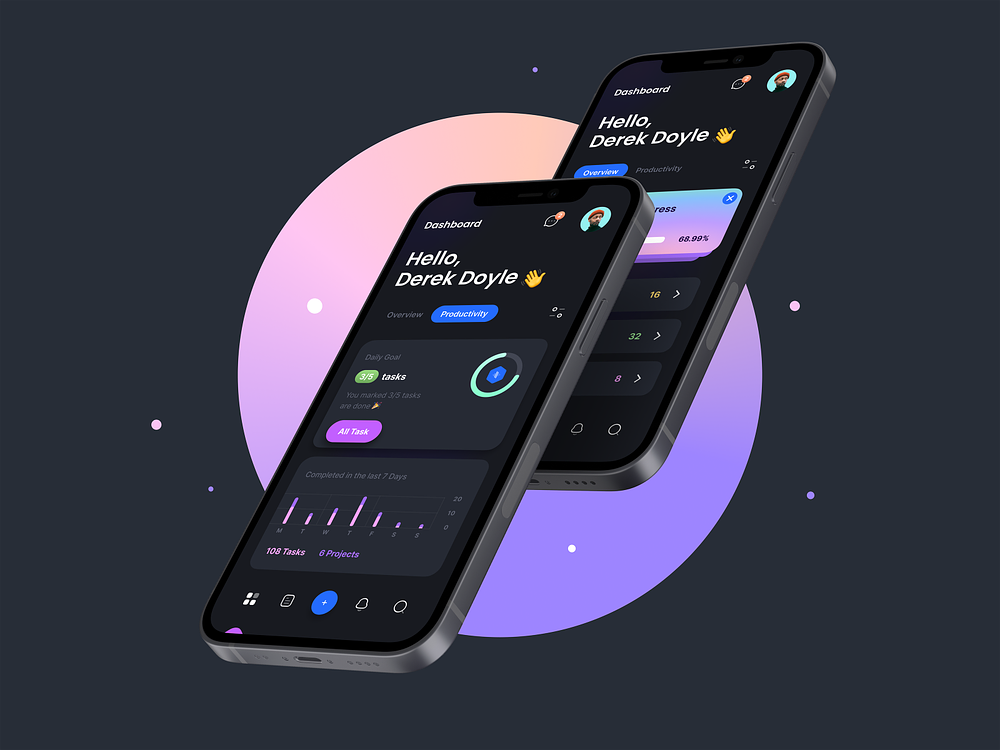 Dashboard
Hello,
Derek Doyle 👋
Overview
Productivity
68.99%
16
32
8
Dashboard
Hello,
Derek Doyle 👋
Overview
Productivity
Daily Goal
3/5 tasks
You marked 3/5 tasks
are done 🎉
All Task
Completed in the last 7 Days
20
10
0
M T W T F S S
108 Tasks 6 Projects